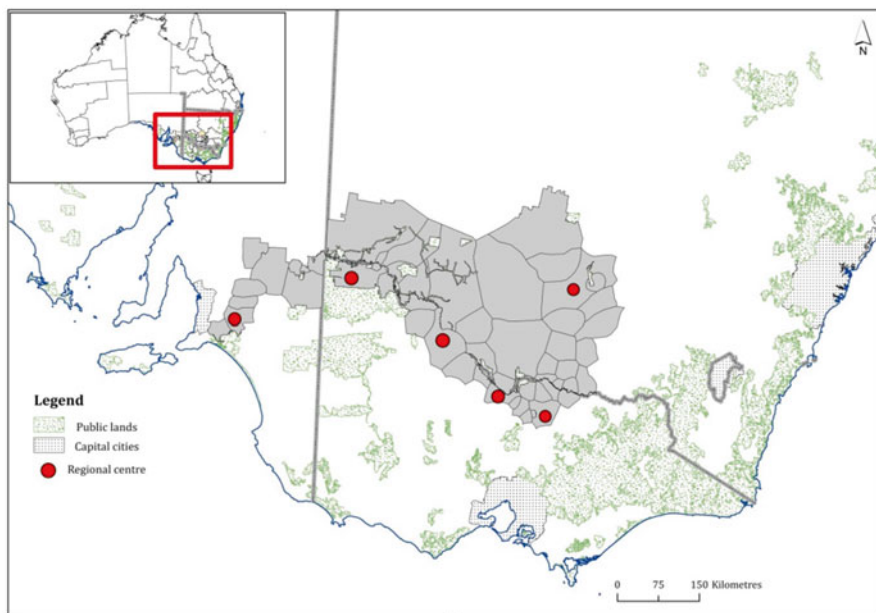 N
Legend
Public lands
Capital cities
Regional centre
0 75 150 Kilometres